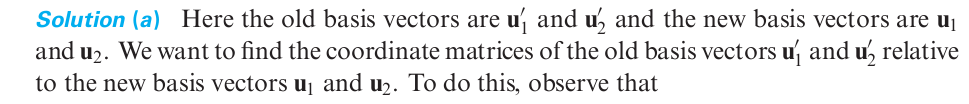 Solution (a) Here the old basis vectors are u′₁ and u′₂ and the new basis vectors are u₁
and u₂. We want to find the coordinate matrices of the old basis vectors u′₁ and u′₂ relative
to the new basis vectors u₁ and u₂. To do this, observe that